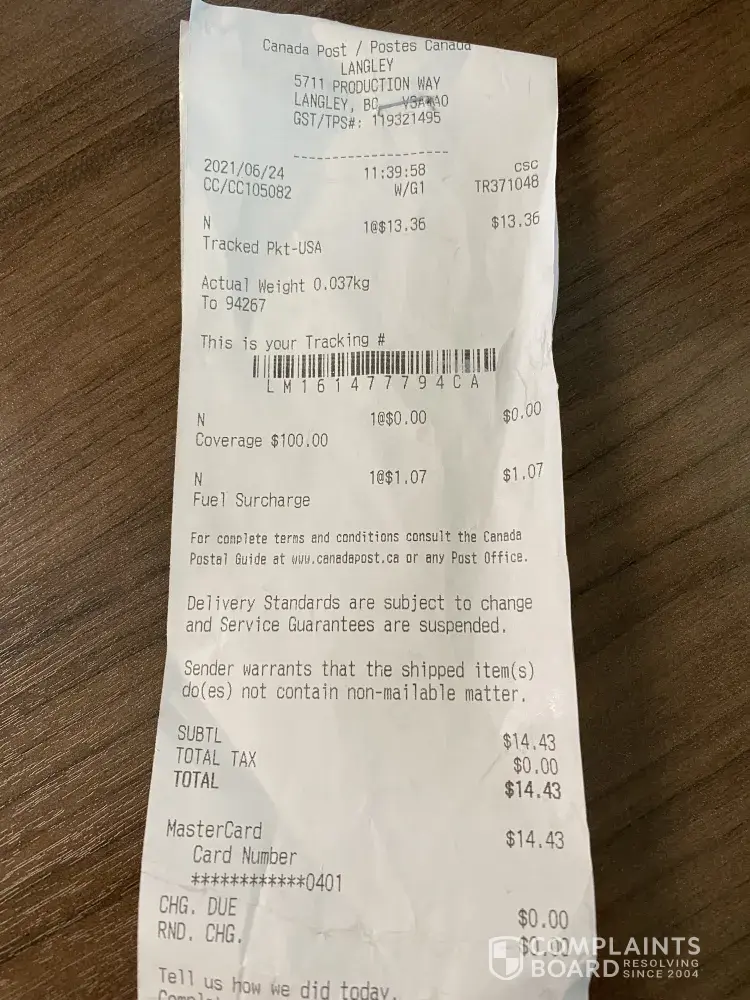 Canada Post / Postes Canada
LANGLEY
5711 PRODUCTION WAY
LANGLEY, BC
GST/TPS#: 119321495
2021/06/24 11:39:58 CSC
CC/CC105082 W/G1 TR371048
N 1@$13.36 $13.36
Tracked Pkt-USA
Actual Weight 0.037kg
To 94267
This is your Tracking #
LM161477794CA
N 1@$0.00 $0.00
Coverage $100.00
N 1@$1.07 $1.07
Fuel Surcharge
For complete terms and conditions consult the Canada
Postal Guide at www.canadapost.ca or any Post Office.
Delivery Standards are subject to change
and Service Guarantees are suspended.
Sender warrants that the shipped item(s)
do(es) not contain non-mailable matter.
SUBTL $14.43
TOTAL TAX $0.00
TOTAL $14.43
MasterCard $14.43
Card Number
************0401
CHG. DUE $0.00
RND. CHG. $0.00
COMPLAINTS
BOARD RESOLVING
SINCE 2004
Tell us how we did today.